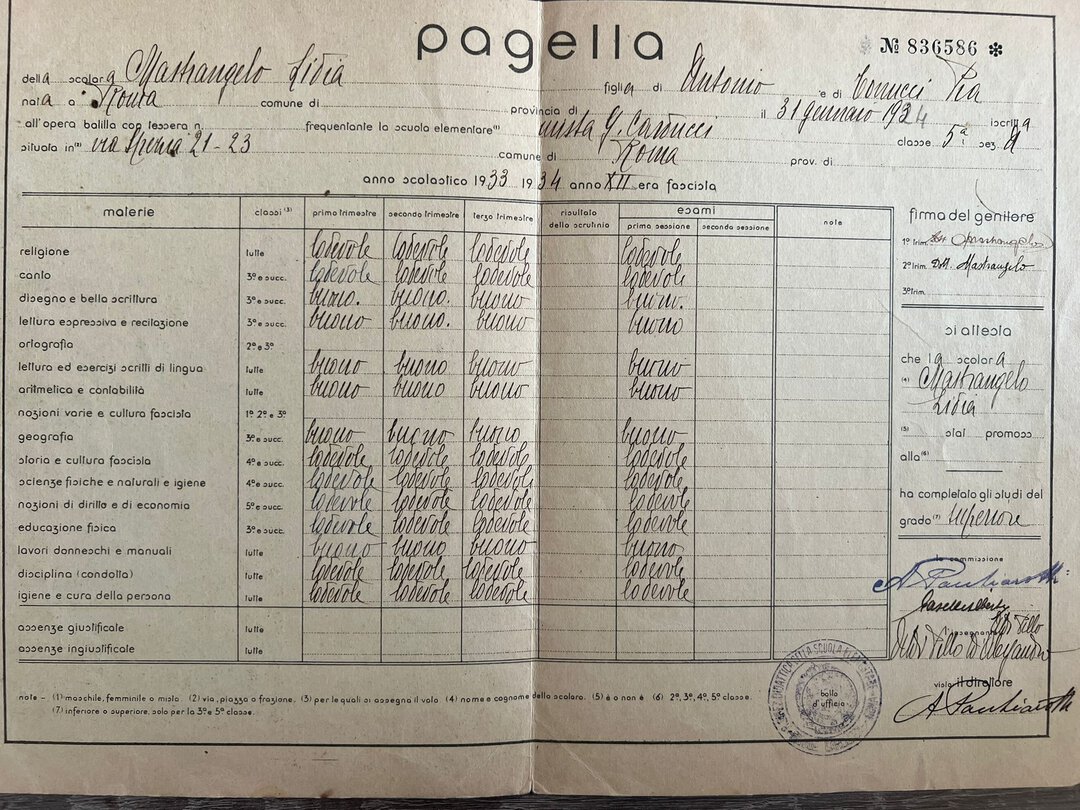 pagella
№ 836586 ✻
della scolara Mastrangelo Lidia figlia di Antonio e di Cerucci Pia
nata a Roma comune di provincia di il 31 gennaio 1924 iscritta
all'opera balilla con tessera n. frequentante la scuola elementare (1) mista G. Carducci classe 5ª sez. A
situata in (2) via Spezia 21-23 comune di Roma prov. di
anno scolastico 1933 1934 anno XII era fascista
materie classi (3) primo trimestre secondo trimestre terzo trimestre risultato dello scrutinio esami prima sessione seconda sessione note
religione tutte lodevole lodevole lodevole lodevole
canto 3ª e succ. lodevole lodevole lodevole lodevole
disegno e bella scrittura 3ª e succ. buono. buono. buono buono.
lettura espressiva e recitazione 3ª e succ. buono buono. buono buono
ortografia 2ª e 3ª
lettura ed esercizi scritti di lingua tutte buono buono buono buono
aritmetica e contabilità tutte buono buono buono buono
nozioni varie e cultura fascista 1ª 2ª e 3ª
geografia 3ª e succ. buono buono buono buono
storia e cultura fascista 4ª e succ. lodevole lodevole lodevole lodevole
scienze fisiche e naturali e igiene 4ª e succ. lodevole lodevole lodevole lodevole
nozioni di diritto e di economia 5ª e succ. lodevole lodevole lodevole lodevole
educazione fisica 3ª e succ. lodevole lodevole lodevole lodevole
lavori donneschi e manuali tutte buono buono buono buono
disciplina (condotta) tutte lodevole lodevole lodevole lodevole
igiene e cura della persona tutte lodevole lodevole lodevole lodevole
assenze giustificate tutte
assenze ingiustificate tutte
note - (1) maschile, femminile o mista. (2) via, piazza o frazione. (3) per le quali si assegna il voto. (4) nome e cognome dello scolaro. (5) è o non è. (6) 2ª, 3ª, 4ª, 5ª classe.
(7) inferiore o superiore, solo per la 3ª e 5ª classe.
bollo
d'ufficio
firma del genitore
1º trim. Mastrangelo
2º trim. Mastrangelo
3º trim.
si attesta
che la scolara
(4) Mastrangelo
Lidia
(5) stat promoss
alla (6)
ha completato gli studi del
grado (7) superiore
la commissione
insegnante
visto il direttore